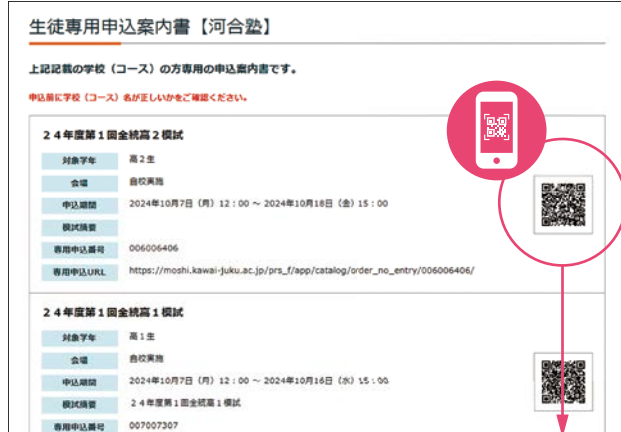 生徒専用申込案内書【河合塾】
上記記載の学校（コース）の方専用の申込案内書です。
申込前に学校（コース）名が正しいかをご確認ください。
２４年度第１回全統高２模試
対象学年 高２生
会場 自校実施
申込期間 2024年10月7日（月）12：00 ～ 2024年10月18日（金）15：00
模試摘要
専用申込番号 006006406
専用申込URL https://moshi.kawai-juku.ac.jp/prs_f/app/catalog/order_no_entry/006006406/
２４年度第１回全統高１模試
対象学年 高１生
会場 自校実施
申込期間 2024年10月7日（月）12：00 ～ 2024年10月16日（水）15：00
模試摘要 ２４年度第１回全統高１模試
専用申込番号 007007307